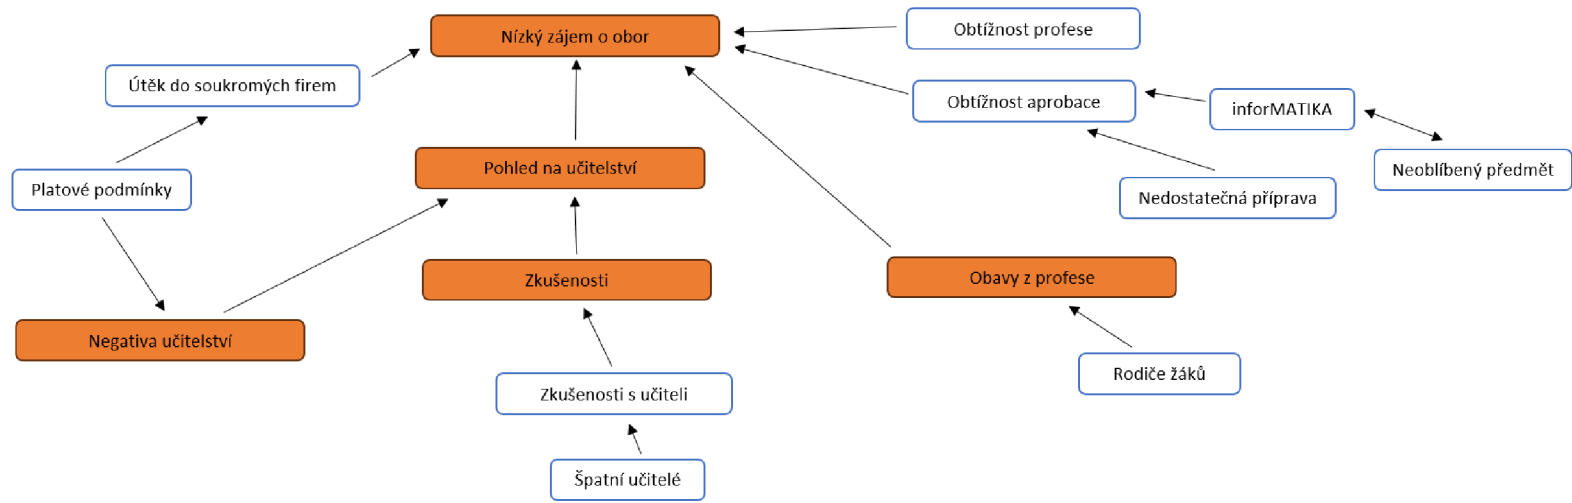 Nízký zájem o obor
Obtížnost profese
Útěk do soukromých firem
Obtížnost aprobace
inforMATIKA
Pohled na učitelství
Neoblíbený předmět
Platové podmínky
Nedostatečná příprava
Zkušenosti
Obavy z profese
Negativa učitelství
Rodiče žáků
Zkušenosti s učiteli
Špatní učitelé